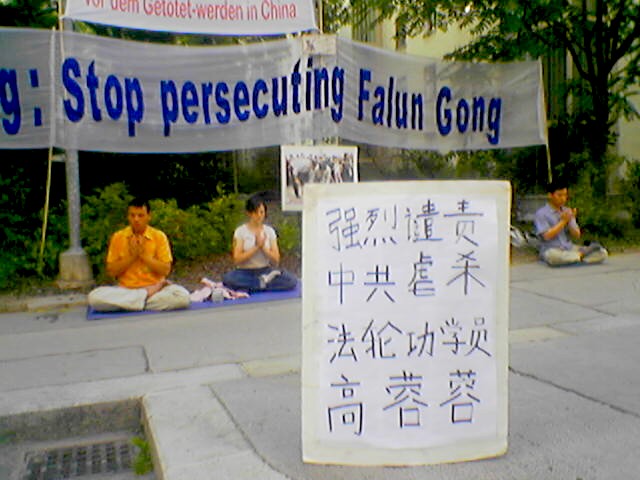 vor dem Getötet-werden in China
g: Stop persecuting Falun Gong
强烈谴责
中共虐杀
法轮功学员
高蓉蓉